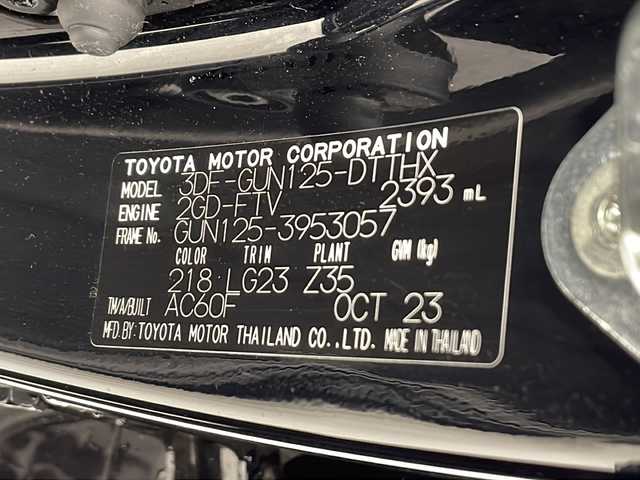 TOYOTA MOTOR CORPORATION
MODEL 3DF-GUN125-DTTHX
ENGINE 2GD-FTV 2393 mL
FRAME No. GUN125-3953057
COLOR TRIM PLANT GVM (kg)
218 LG23 Z35
TM/A/BUILT AC60F OCT 23
MFD. BY: TOYOTA MOTOR THAILAND CO.,LTD. MADE IN THAILAND